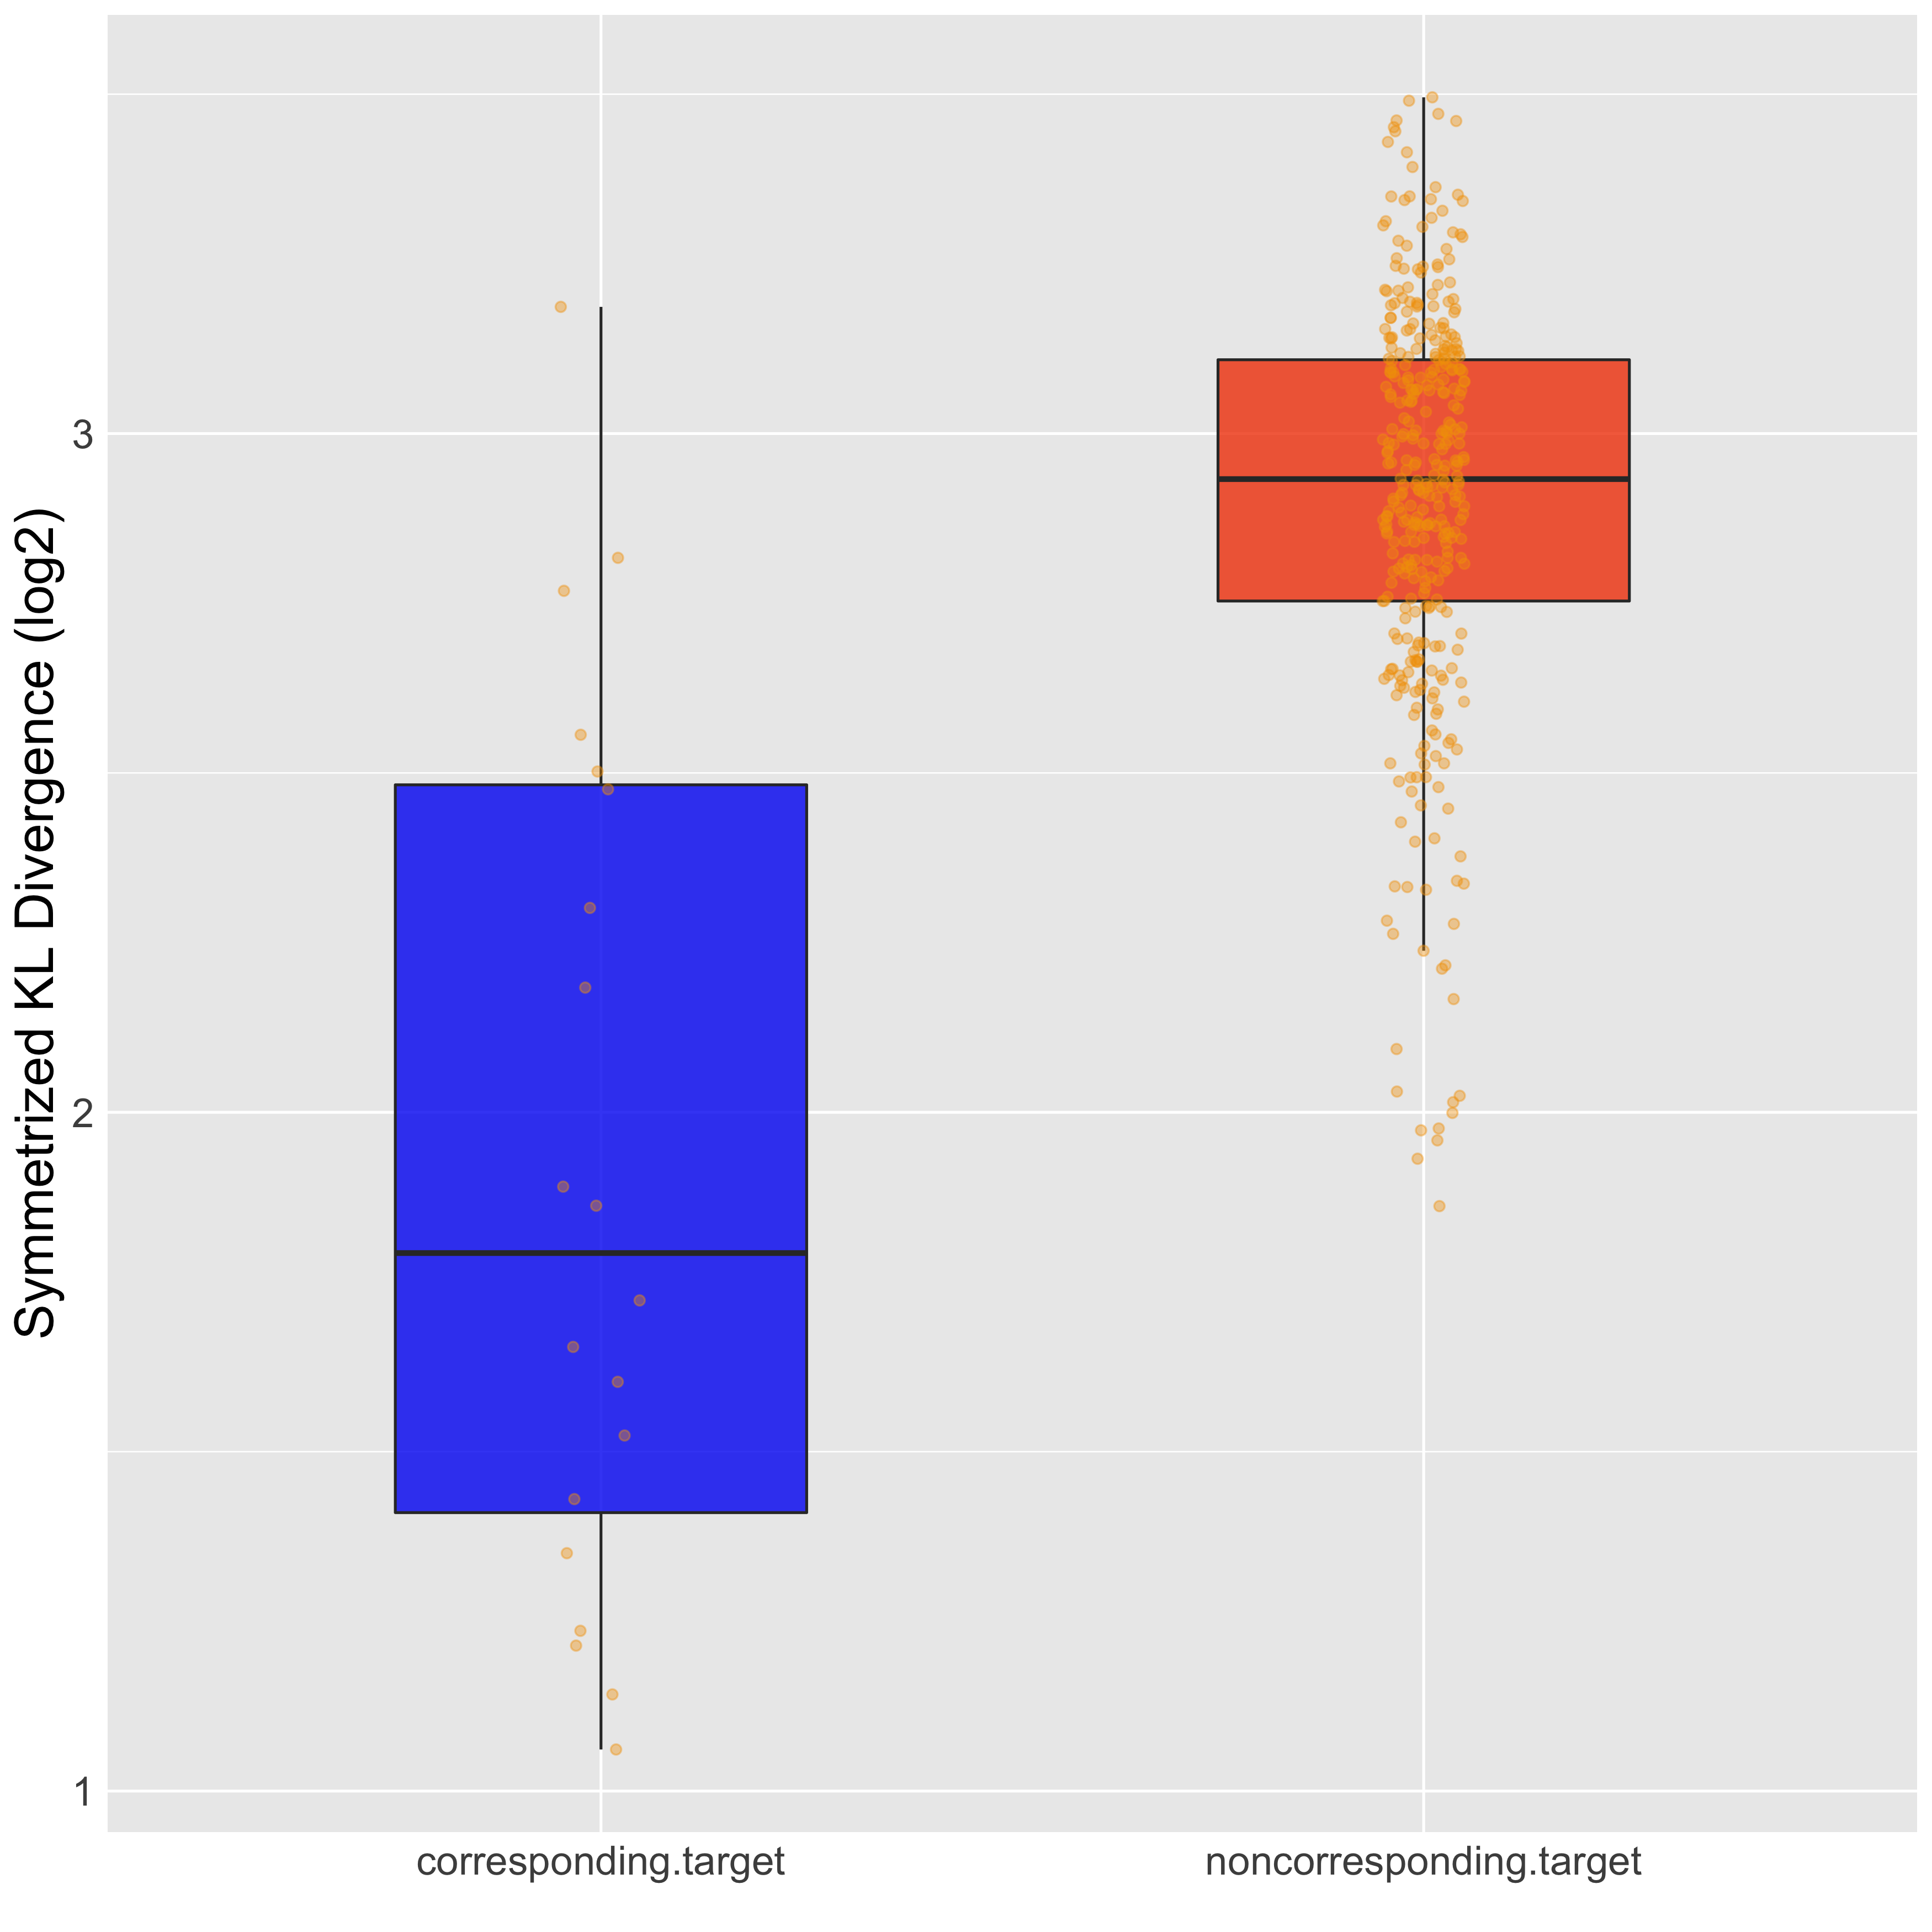 Symmetrized KL Divergence (log2)
3
2
1
corresponding.target
noncorresponding.target